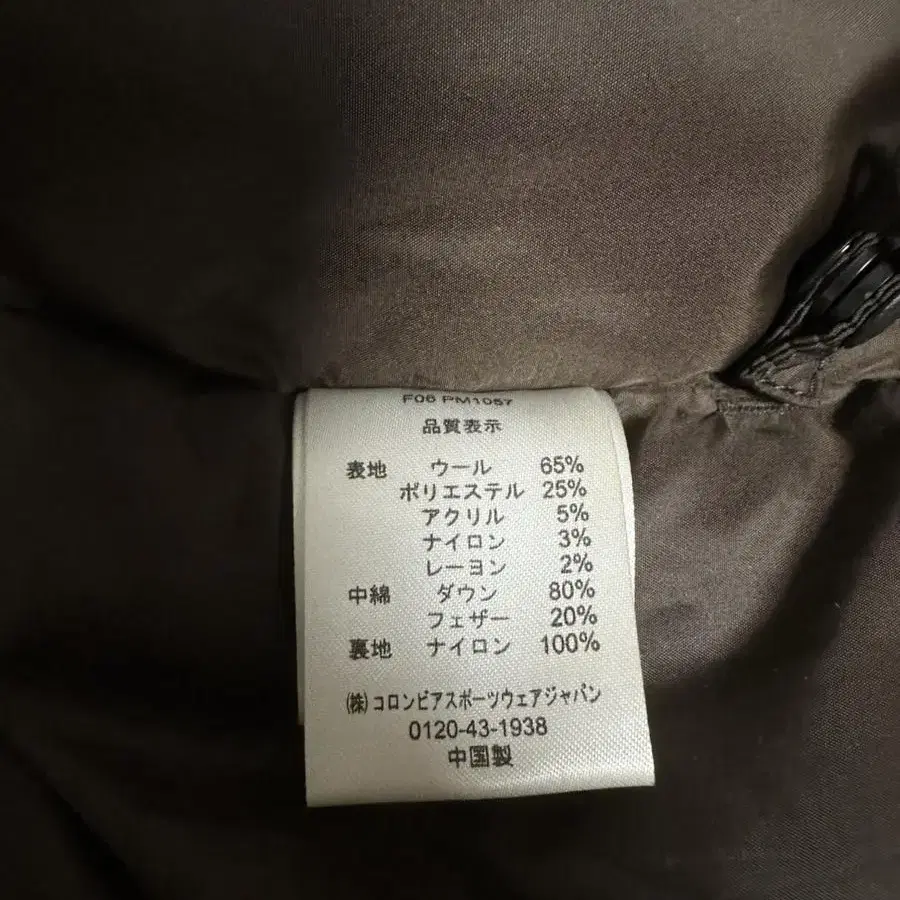 F06 PM1057
品質表示
表地 ウール 65%
ポリエステル 25%
アクリル 5%
ナイロン 3%
レーヨン 2%
中綿 ダウン 80%
フェザー 20%
裏地 ナイロン 100%
㈱コロンビアスポーツウェアジャパン
0120-43-1938
中国製